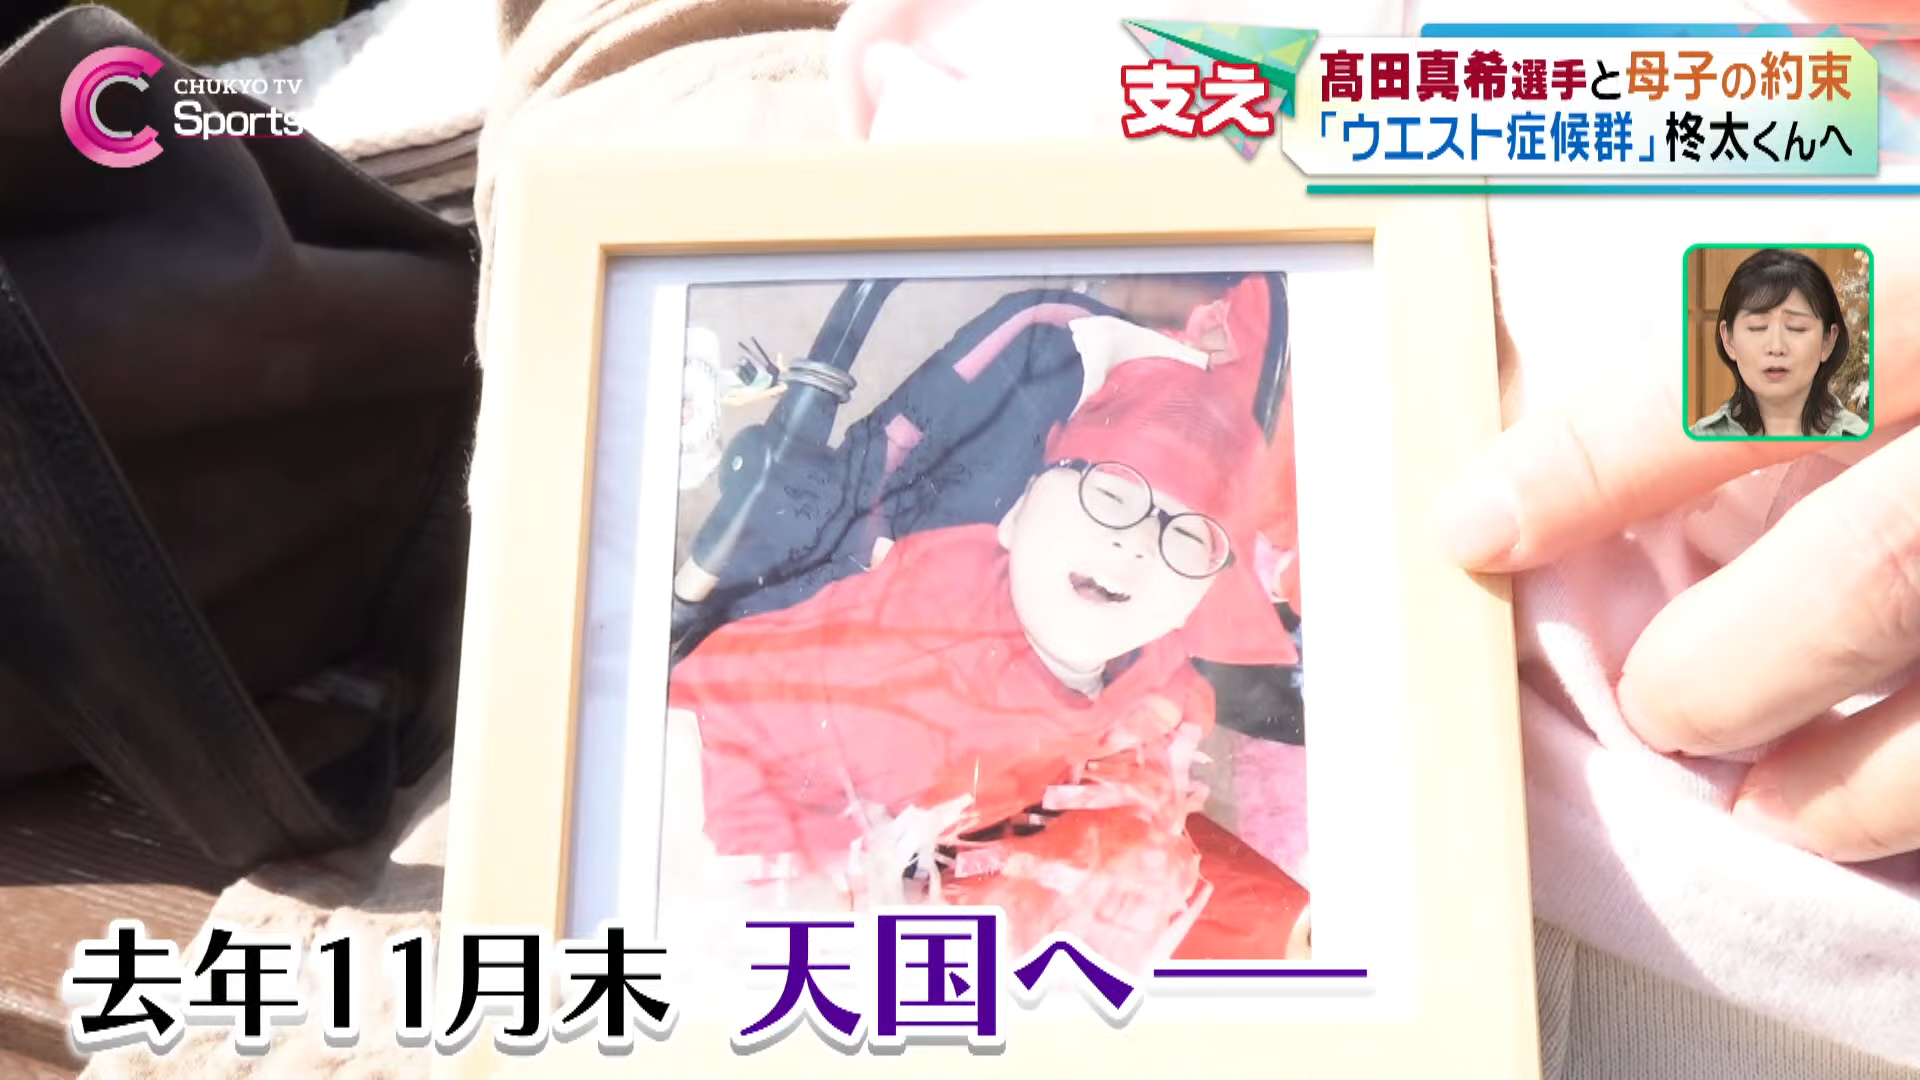 CHUKYO TV
Sports
支え
髙田真希選手と母子の約束
「ウエスト症候群」柊太くんへ
去年11月末 天国へ──